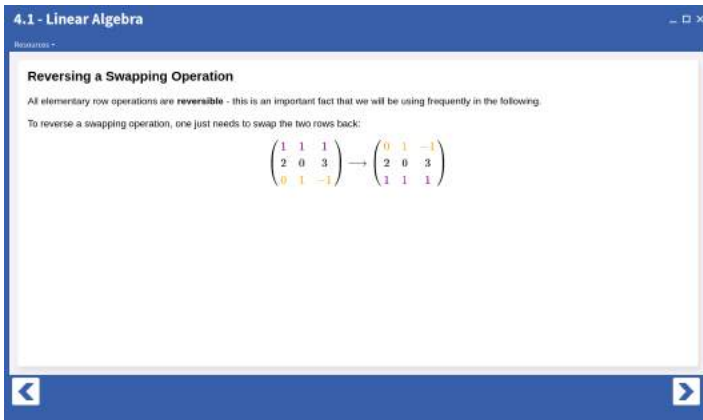 4.1 - Linear Algebra
Resources
Reversing a Swapping Operation
All elementary row operations are reversible - this is an important fact that we will be using frequently in the following.
To reverse a swapping operation, one just needs to swap the two rows back:
1 1 1 0 1 −1
2 0 3 ⟶ 2 0 3
0 1 −1 1 1 1